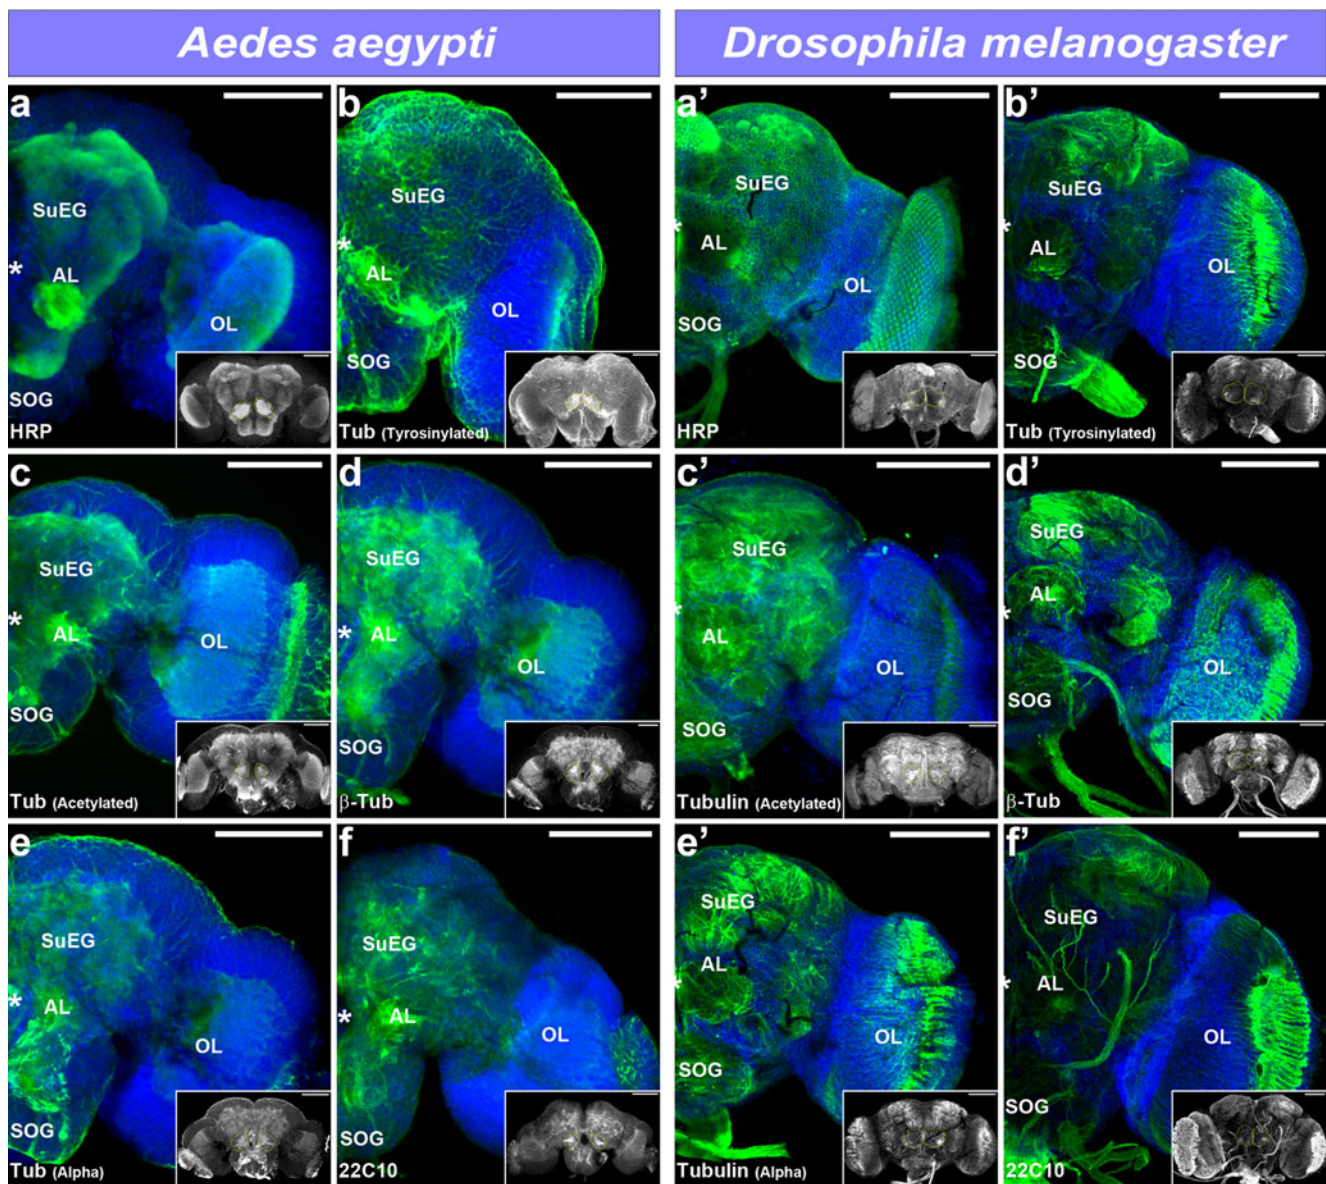 Aedes aegypti
Drosophila melanogaster
a
SuEG
*
AL
OL
SOG
HRP
b
SuEG
*
AL
OL
SOG
Tub (Tyrosinylated)
a’
SuEG
*
AL
OL
SOG
HRP
b’
SuEG
*
AL
OL
SOG
Tub (Tyrosinylated)
c
SuEG
*
AL
OL
SOG
Tub (Acetylated)
d
SuEG
*
AL
OL
SOG
β-Tub
c’
SuEG
*
AL
OL
SOG
Tubulin (Acetylated)
d’
SuEG
AL
*
OL
SOG
β-Tub
e
SuEG
*
AL
OL
SOG
Tub (Alpha)
f
SuEG
*
AL
OL
SOG
22C10
e’
SuEG
AL
*
OL
SOG
Tubulin (Alpha)
f’
SuEG
*
AL
OL
SOG
22C10